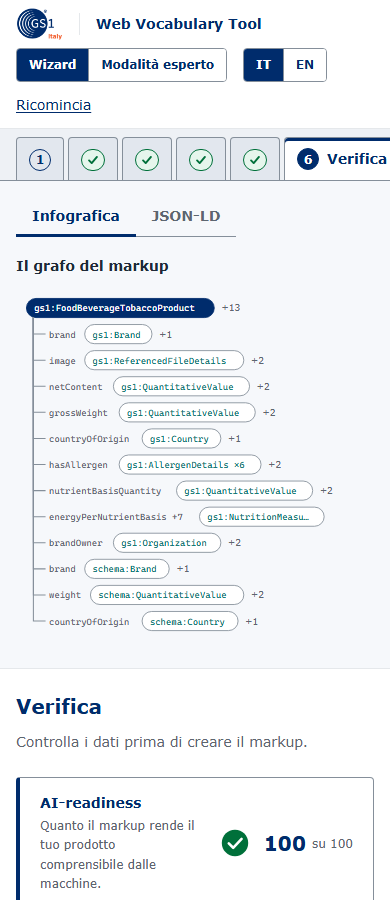 GS1 Italy
Web Vocabulary Tool
Wizard Modalità esperto IT EN
Ricomincia
1 6 Verifica
Infografica JSON-LD
Il grafo del markup
gs1:FoodBeverageTobaccoProduct +13
brand gs1:Brand +1
image gs1:ReferencedFileDetails +2
netContent gs1:QuantitativeValue +2
grossWeight gs1:QuantitativeValue +2
countryOfOrigin gs1:Country +1
hasAllergen gs1:AllergenDetails ×6 +2
nutrientBasisQuantity gs1:QuantitativeValue +2
energyPerNutrientBasis +7 gs1:NutritionMeasu…
brandOwner gs1:Organization +2
brand schema:Brand +1
weight schema:QuantitativeValue +2
countryOfOrigin schema:Country +1
Verifica
Controlla i dati prima di creare il markup.
AI-readiness
Quanto il markup rende il
tuo prodotto
comprensibile dalle
macchine.
100 su 100